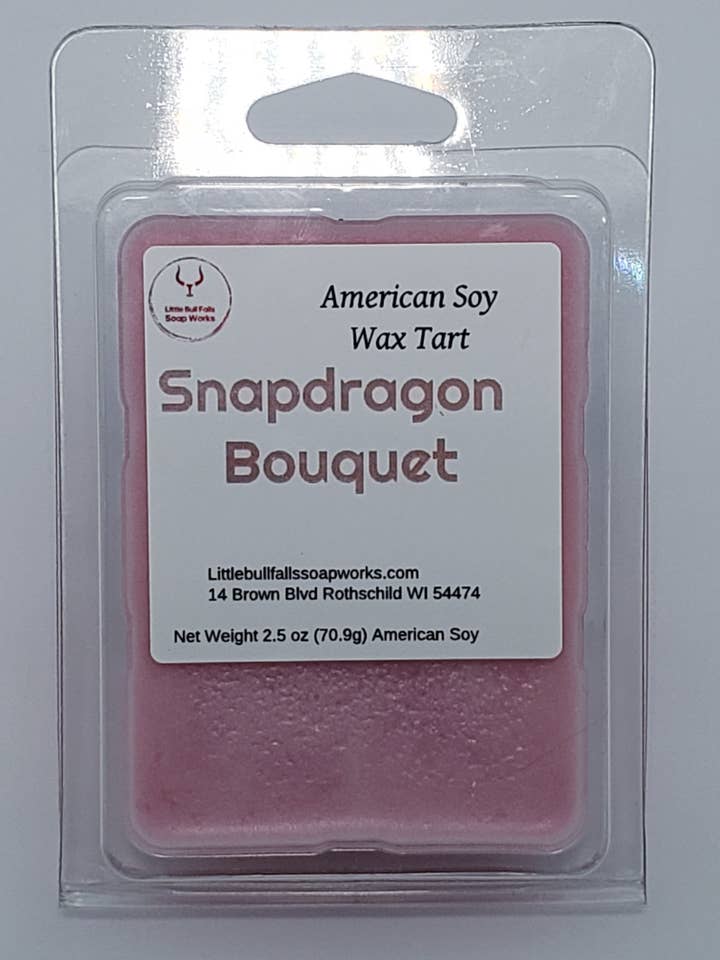 Little Bull Falls
Soap Works
American Soy
Wax Tart
Snapdragon
Bouquet
Littlebullfallssoapworks.com
14 Brown Blvd Rothschild WI 54474
Net Weight 2.5 oz (70.9g) American Soy